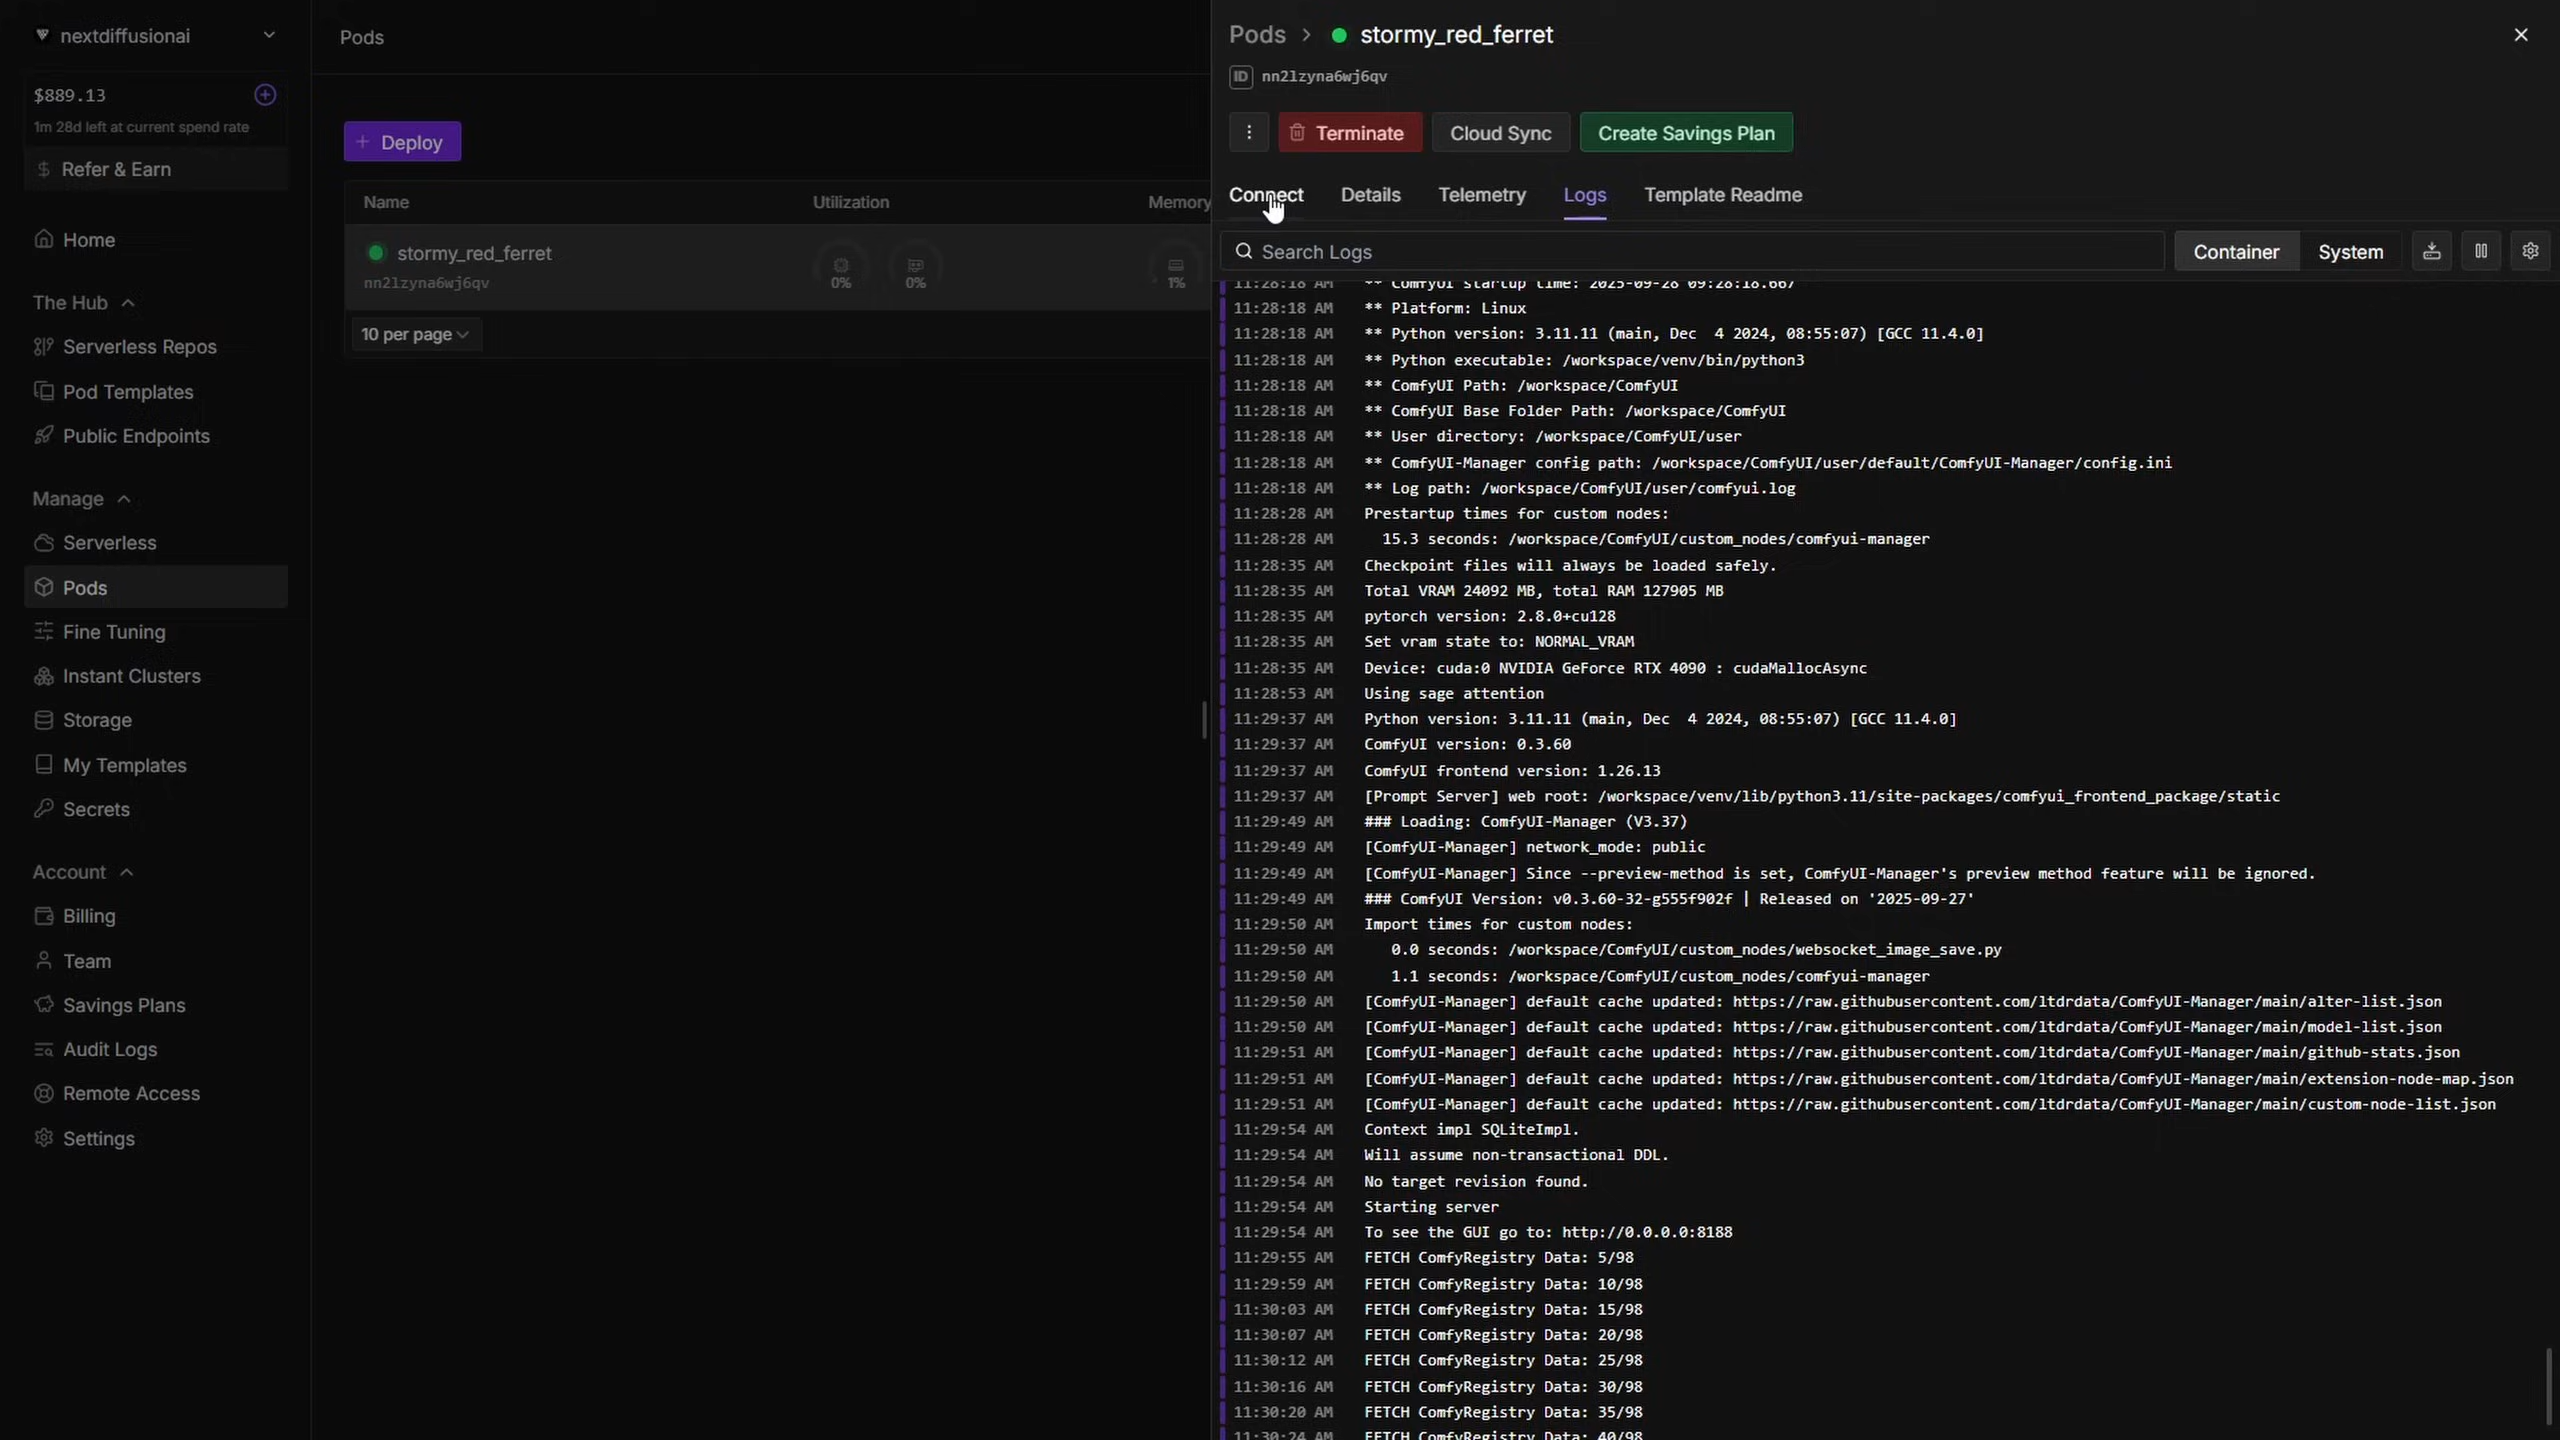 nextdiffusionai
$889.13
1m 28d left at current spend rate
Refer & Earn
Home
The Hub
Serverless Repos
Pod Templates
Public Endpoints
Manage
Serverless
Pods
Fine Tuning
Instant Clusters
Storage
My Templates
Secrets
Account
Billing
Team
Savings Plans
Audit Logs
Remote Access
Settings
Pods
Deploy
Name Utilization Memory
stormy_red_ferret
nn2lzyna6wj6qv
0% 0% 1%
10 per page
Pods > stormy_red_ferret
ID nn2lzyna6wj6qv
Terminate Cloud Sync Create Savings Plan
Connect Details Telemetry Logs Template Readme
Search Logs Container System
11:28:18 AM ** ComfyUI startup time: 2025-09-28 09:28:18.667
11:28:18 AM ** Platform: Linux
11:28:18 AM ** Python version: 3.11.11 (main, Dec  4 2024, 08:55:07) [GCC 11.4.0]
11:28:18 AM ** Python executable: /workspace/venv/bin/python3
11:28:18 AM ** ComfyUI Path: /workspace/ComfyUI
11:28:18 AM ** ComfyUI Base Folder Path: /workspace/ComfyUI
11:28:18 AM ** User directory: /workspace/ComfyUI/user
11:28:18 AM ** ComfyUI-Manager config path: /workspace/ComfyUI/user/default/ComfyUI-Manager/config.ini
11:28:18 AM ** Log path: /workspace/ComfyUI/user/comfyui.log
11:28:28 AM Prestartup times for custom nodes:
11:28:28 AM 15.3 seconds: /workspace/ComfyUI/custom_nodes/comfyui-manager
11:28:35 AM Checkpoint files will always be loaded safely.
11:28:35 AM Total VRAM 24092 MB, total RAM 127905 MB
11:28:35 AM pytorch version: 2.8.0+cu128
11:28:35 AM Set vram state to: NORMAL_VRAM
11:28:35 AM Device: cuda:0 NVIDIA GeForce RTX 4090 : cudaMallocAsync
11:28:53 AM Using sage attention
11:29:37 AM Python version: 3.11.11 (main, Dec  4 2024, 08:55:07) [GCC 11.4.0]
11:29:37 AM ComfyUI version: 0.3.60
11:29:37 AM ComfyUI frontend version: 1.26.13
11:29:37 AM [Prompt Server] web root: /workspace/venv/lib/python3.11/site-packages/comfyui_frontend_package/static
11:29:49 AM ### Loading: ComfyUI-Manager (V3.37)
11:29:49 AM [ComfyUI-Manager] network_mode: public
11:29:49 AM [ComfyUI-Manager] Since --preview-method is set, ComfyUI-Manager's preview method feature will be ignored.
11:29:49 AM ### ComfyUI Version: v0.3.60-32-g555f902f | Released on '2025-09-27'
11:29:50 AM Import times for custom nodes:
11:29:50 AM 0.0 seconds: /workspace/ComfyUI/custom_nodes/websocket_image_save.py
11:29:50 AM 1.1 seconds: /workspace/ComfyUI/custom_nodes/comfyui-manager
11:29:50 AM [ComfyUI-Manager] default cache updated: https://raw.githubusercontent.com/ltdrdata/ComfyUI-Manager/main/alter-list.json
11:29:50 AM [ComfyUI-Manager] default cache updated: https://raw.githubusercontent.com/ltdrdata/ComfyUI-Manager/main/model-list.json
11:29:51 AM [ComfyUI-Manager] default cache updated: https://raw.githubusercontent.com/ltdrdata/ComfyUI-Manager/main/github-stats.json
11:29:51 AM [ComfyUI-Manager] default cache updated: https://raw.githubusercontent.com/ltdrdata/ComfyUI-Manager/main/extension-node-map.json
11:29:51 AM [ComfyUI-Manager] default cache updated: https://raw.githubusercontent.com/ltdrdata/ComfyUI-Manager/main/custom-node-list.json
11:29:54 AM Context impl SQLiteImpl.
11:29:54 AM Will assume non-transactional DDL.
11:29:54 AM No target revision found.
11:29:54 AM Starting server
11:29:54 AM To see the GUI go to: http://0.0.0.0:8188
11:29:55 AM FETCH ComfyRegistry Data: 5/98
11:29:59 AM FETCH ComfyRegistry Data: 10/98
11:30:03 AM FETCH ComfyRegistry Data: 15/98
11:30:07 AM FETCH ComfyRegistry Data: 20/98
11:30:12 AM FETCH ComfyRegistry Data: 25/98
11:30:16 AM FETCH ComfyRegistry Data: 30/98
11:30:20 AM FETCH ComfyRegistry Data: 35/98
11:30:24 AM FETCH ComfyRegistry Data: 40/98